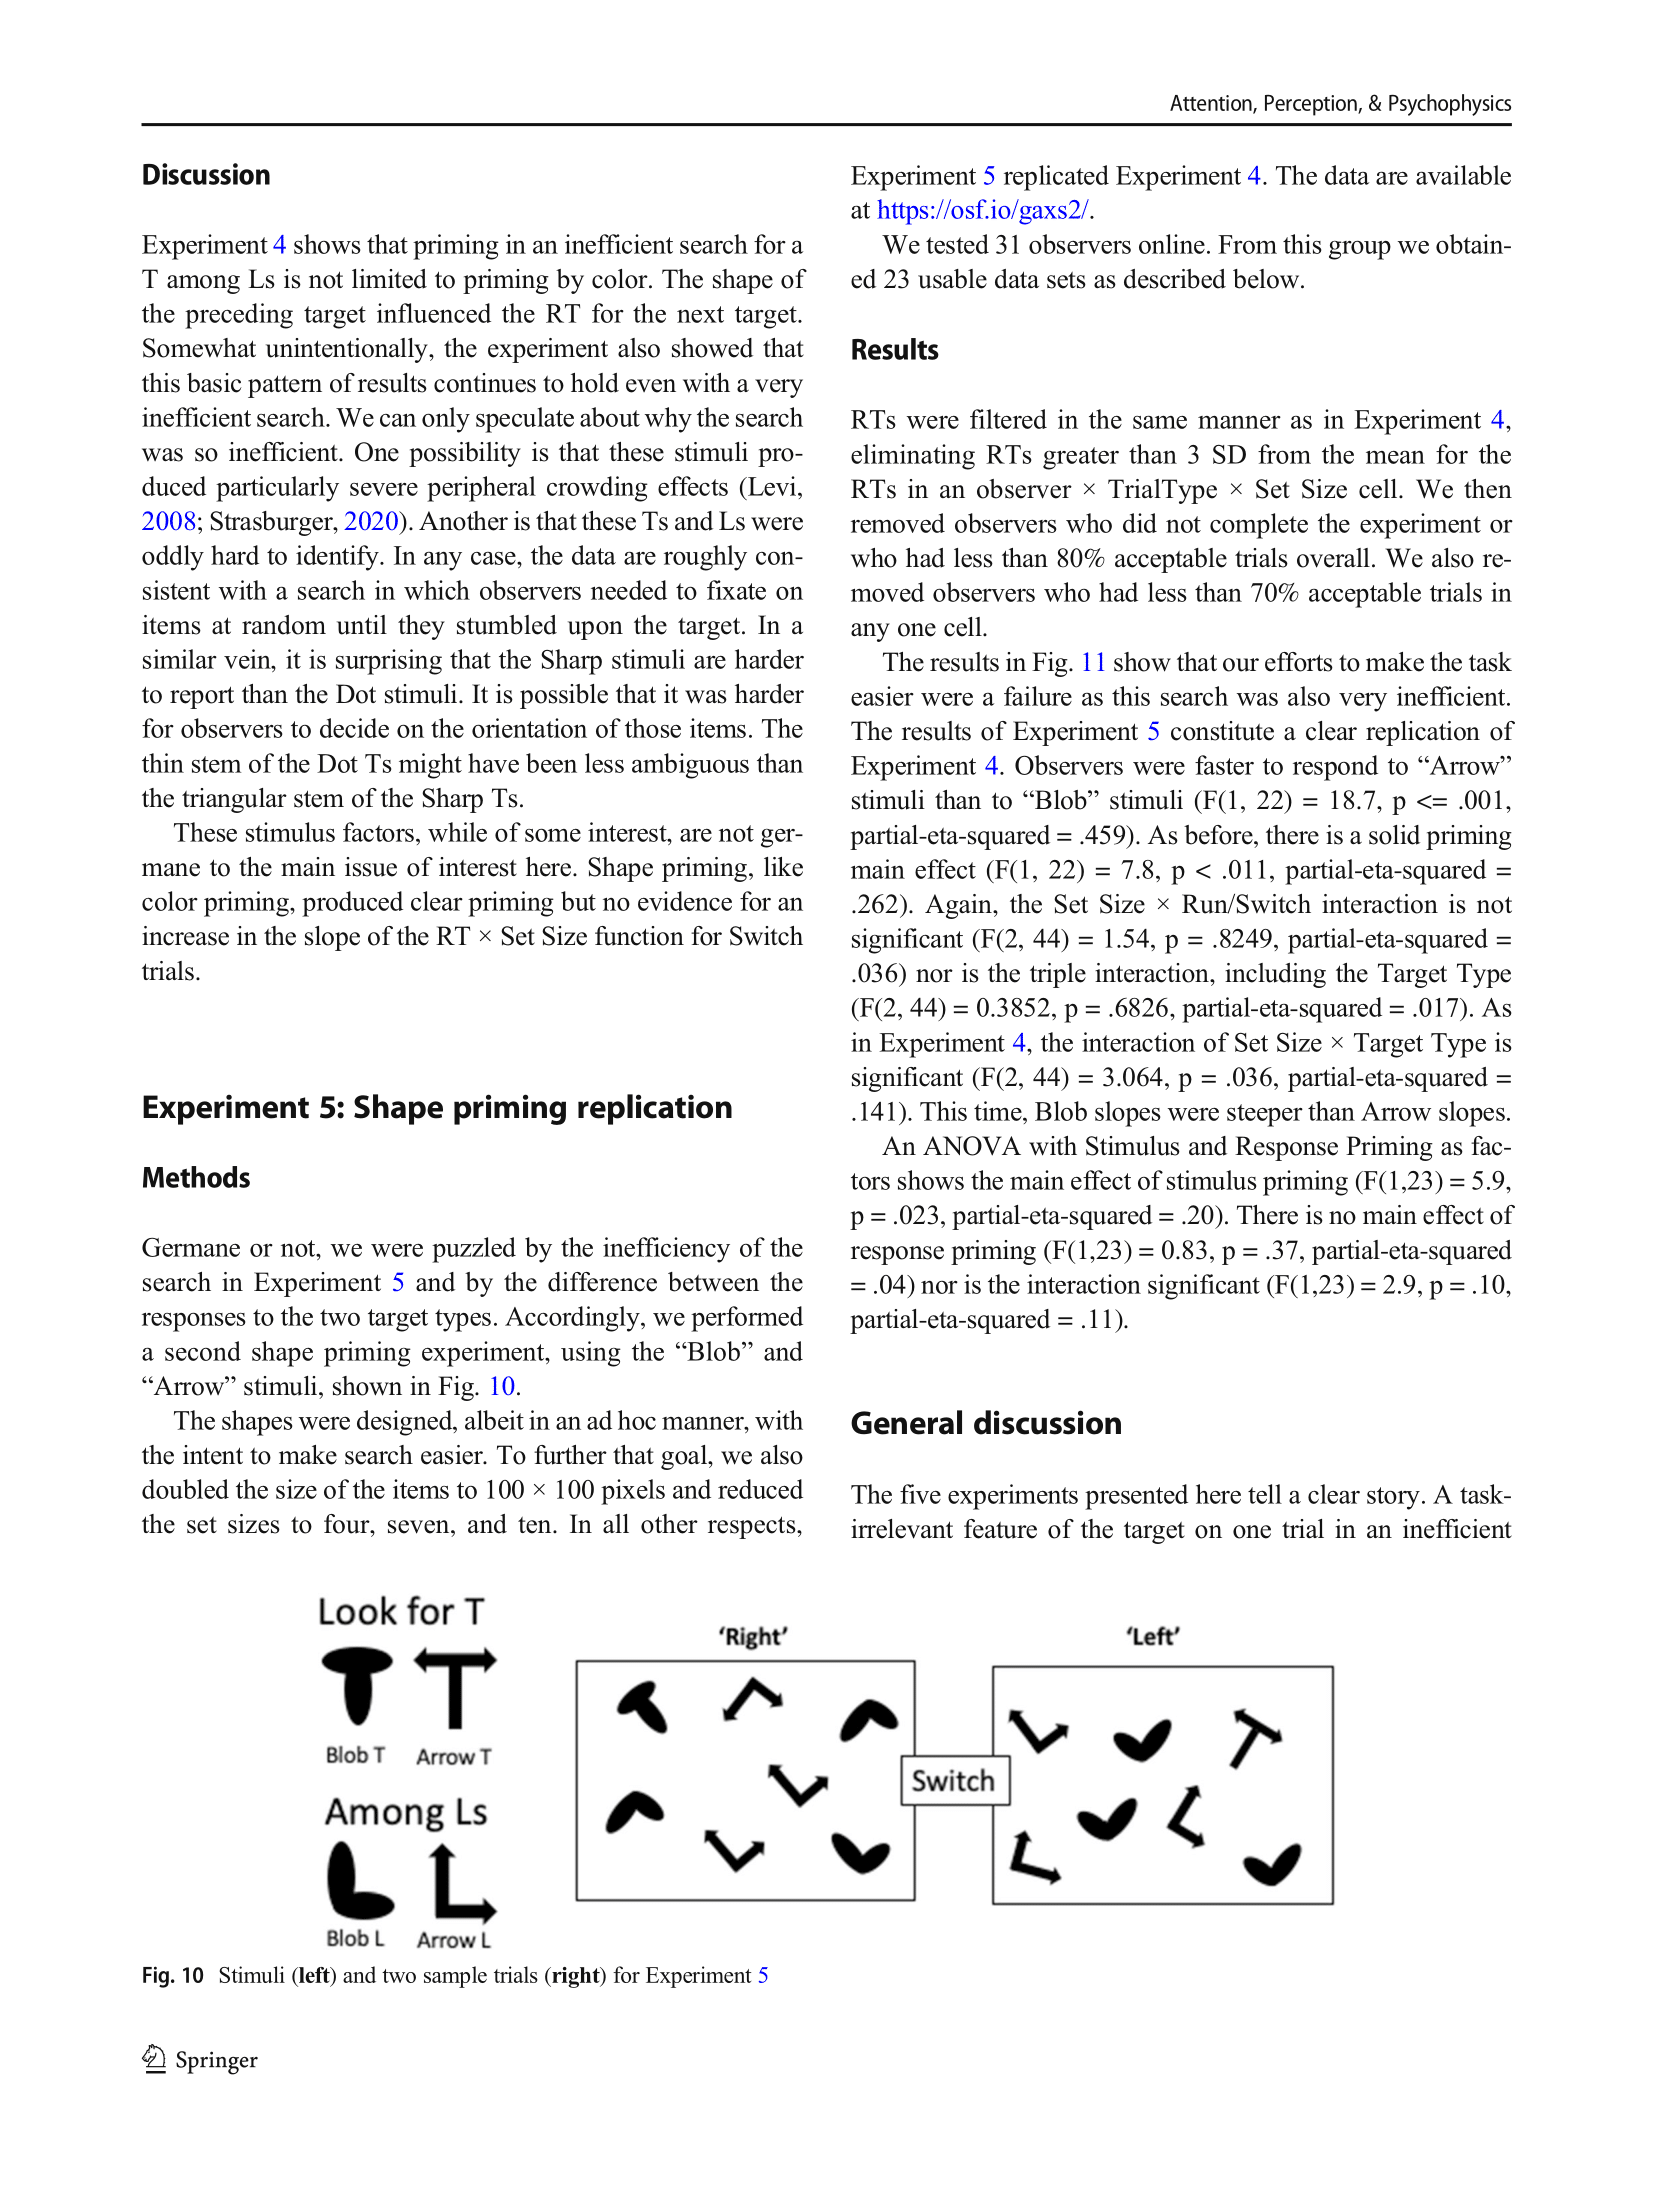 Attention, Perception, & Psychophysics
Discussion
Experiment 4 shows that priming in an inefficient search for a
T among Ls is not limited to priming by color. The shape of
the preceding target influenced the RT for the next target.
Somewhat unintentionally, the experiment also showed that
this basic pattern of results continues to hold even with a very
inefficient search. We can only speculate about why the search
was so inefficient. One possibility is that these stimuli pro-
duced particularly severe peripheral crowding effects (Levi,
2008; Strasburger, 2020). Another is that these Ts and Ls were
oddly hard to identify. In any case, the data are roughly con-
sistent with a search in which observers needed to fixate on
items at random until they stumbled upon the target. In a
similar vein, it is surprising that the Sharp stimuli are harder
to report than the Dot stimuli. It is possible that it was harder
for observers to decide on the orientation of those items. The
thin stem of the Dot Ts might have been less ambiguous than
the triangular stem of the Sharp Ts.
These stimulus factors, while of some interest, are not ger-
mane to the main issue of interest here. Shape priming, like
color priming, produced clear priming but no evidence for an
increase in the slope of the RT × Set Size function for Switch
trials.
Experiment 5: Shape priming replication
Methods
Germane or not, we were puzzled by the inefficiency of the
search in Experiment 5 and by the difference between the
responses to the two target types. Accordingly, we performed
a second shape priming experiment, using the “Blob” and
“Arrow” stimuli, shown in Fig. 10.
The shapes were designed, albeit in an ad hoc manner, with
the intent to make search easier. To further that goal, we also
doubled the size of the items to 100 × 100 pixels and reduced
the set sizes to four, seven, and ten. In all other respects,
Experiment 5 replicated Experiment 4. The data are available
at https://osf.io/gaxs2/.
We tested 31 observers online. From this group we obtain-
ed 23 usable data sets as described below.
Results
RTs were filtered in the same manner as in Experiment 4,
eliminating RTs greater than 3 SD from the mean for the
RTs in an observer × TrialType × Set Size cell. We then
removed observers who did not complete the experiment or
who had less than 80% acceptable trials overall. We also re-
moved observers who had less than 70% acceptable trials in
any one cell.
The results in Fig. 11 show that our efforts to make the task
easier were a failure as this search was also very inefficient.
The results of Experiment 5 constitute a clear replication of
Experiment 4. Observers were faster to respond to “Arrow”
stimuli than to “Blob” stimuli (F(1, 22) = 18.7, p <= .001,
partial-eta-squared = .459). As before, there is a solid priming
main effect (F(1, 22) = 7.8, p < .011, partial-eta-squared =
.262). Again, the Set Size × Run/Switch interaction is not
significant (F(2, 44) = 1.54, p = .8249, partial-eta-squared =
.036) nor is the triple interaction, including the Target Type
(F(2, 44) = 0.3852, p = .6826, partial-eta-squared = .017). As
in Experiment 4, the interaction of Set Size × Target Type is
significant (F(2, 44) = 3.064, p = .036, partial-eta-squared =
.141). This time, Blob slopes were steeper than Arrow slopes.
An ANOVA with Stimulus and Response Priming as fac-
tors shows the main effect of stimulus priming (F(1,23) = 5.9,
p = .023, partial-eta-squared = .20). There is no main effect of
response priming (F(1,23) = 0.83, p = .37, partial-eta-squared
= .04) nor is the interaction significant (F(1,23) = 2.9, p = .10,
partial-eta-squared = .11).
General discussion
The five experiments presented here tell a clear story. A task-
irrelevant feature of the target on one trial in an inefficient
Look for T
Blob T Arrow T
Among Ls
Blob L Arrow L
‘Right’
Switch
‘Left’
Fig. 10 Stimuli (left) and two sample trials (right) for Experiment 5
Springer